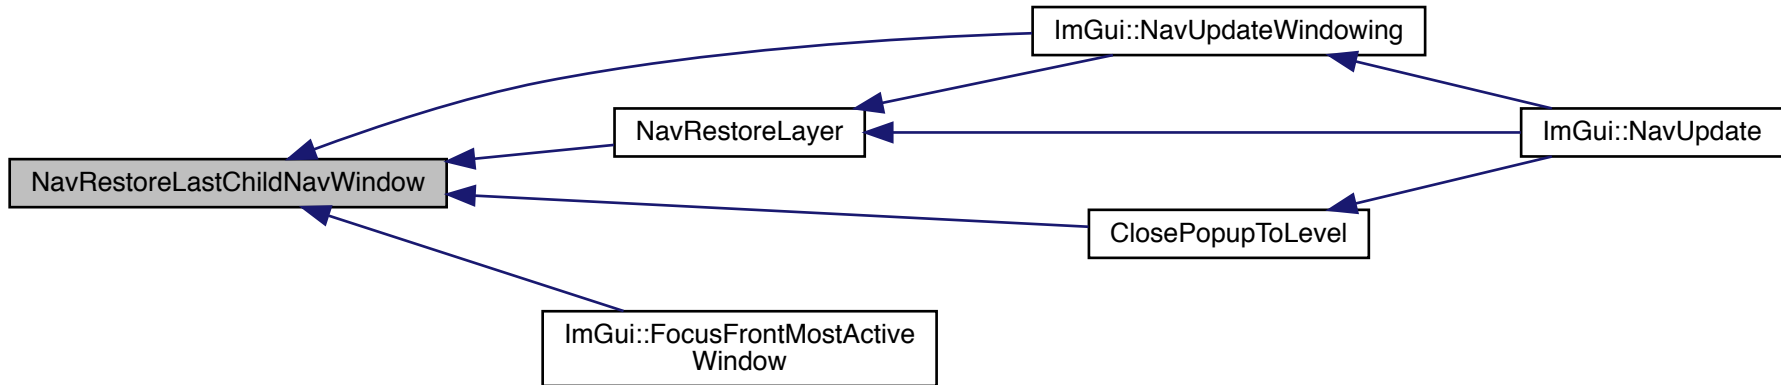 ImGui::NavUpdateWindowing
NavRestoreLayer
ImGui::NavUpdate
NavRestoreLastChildNavWindow
ClosePopupToLevel
ImGui::FocusFrontMostActive
Window